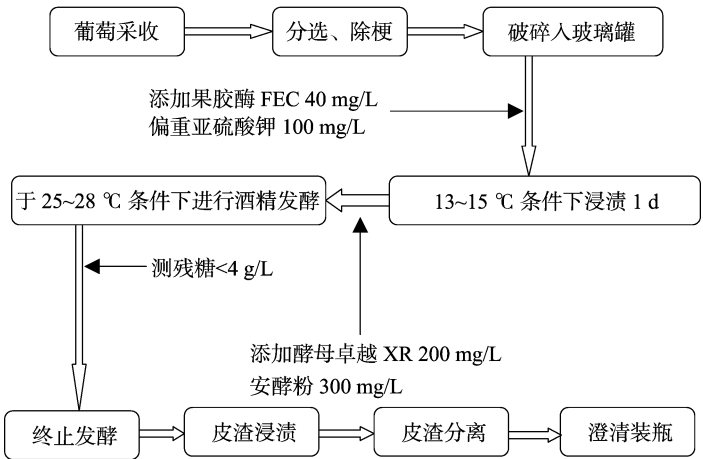 葡萄采收
分选、除梗
破碎入玻璃罐
添加果胶酶 FEC 40 mg/L
偏重亚硫酸钾 100 mg/L
13~15 ℃ 条件下浸渍 1 d
于 25~28 ℃ 条件下进行酒精发酵
添加酵母卓越 XR 200 mg/L
安酵粉 300 mg/L
测残糖<4 g/L
终止发酵
皮渣浸渍
皮渣分离
澄清装瓶